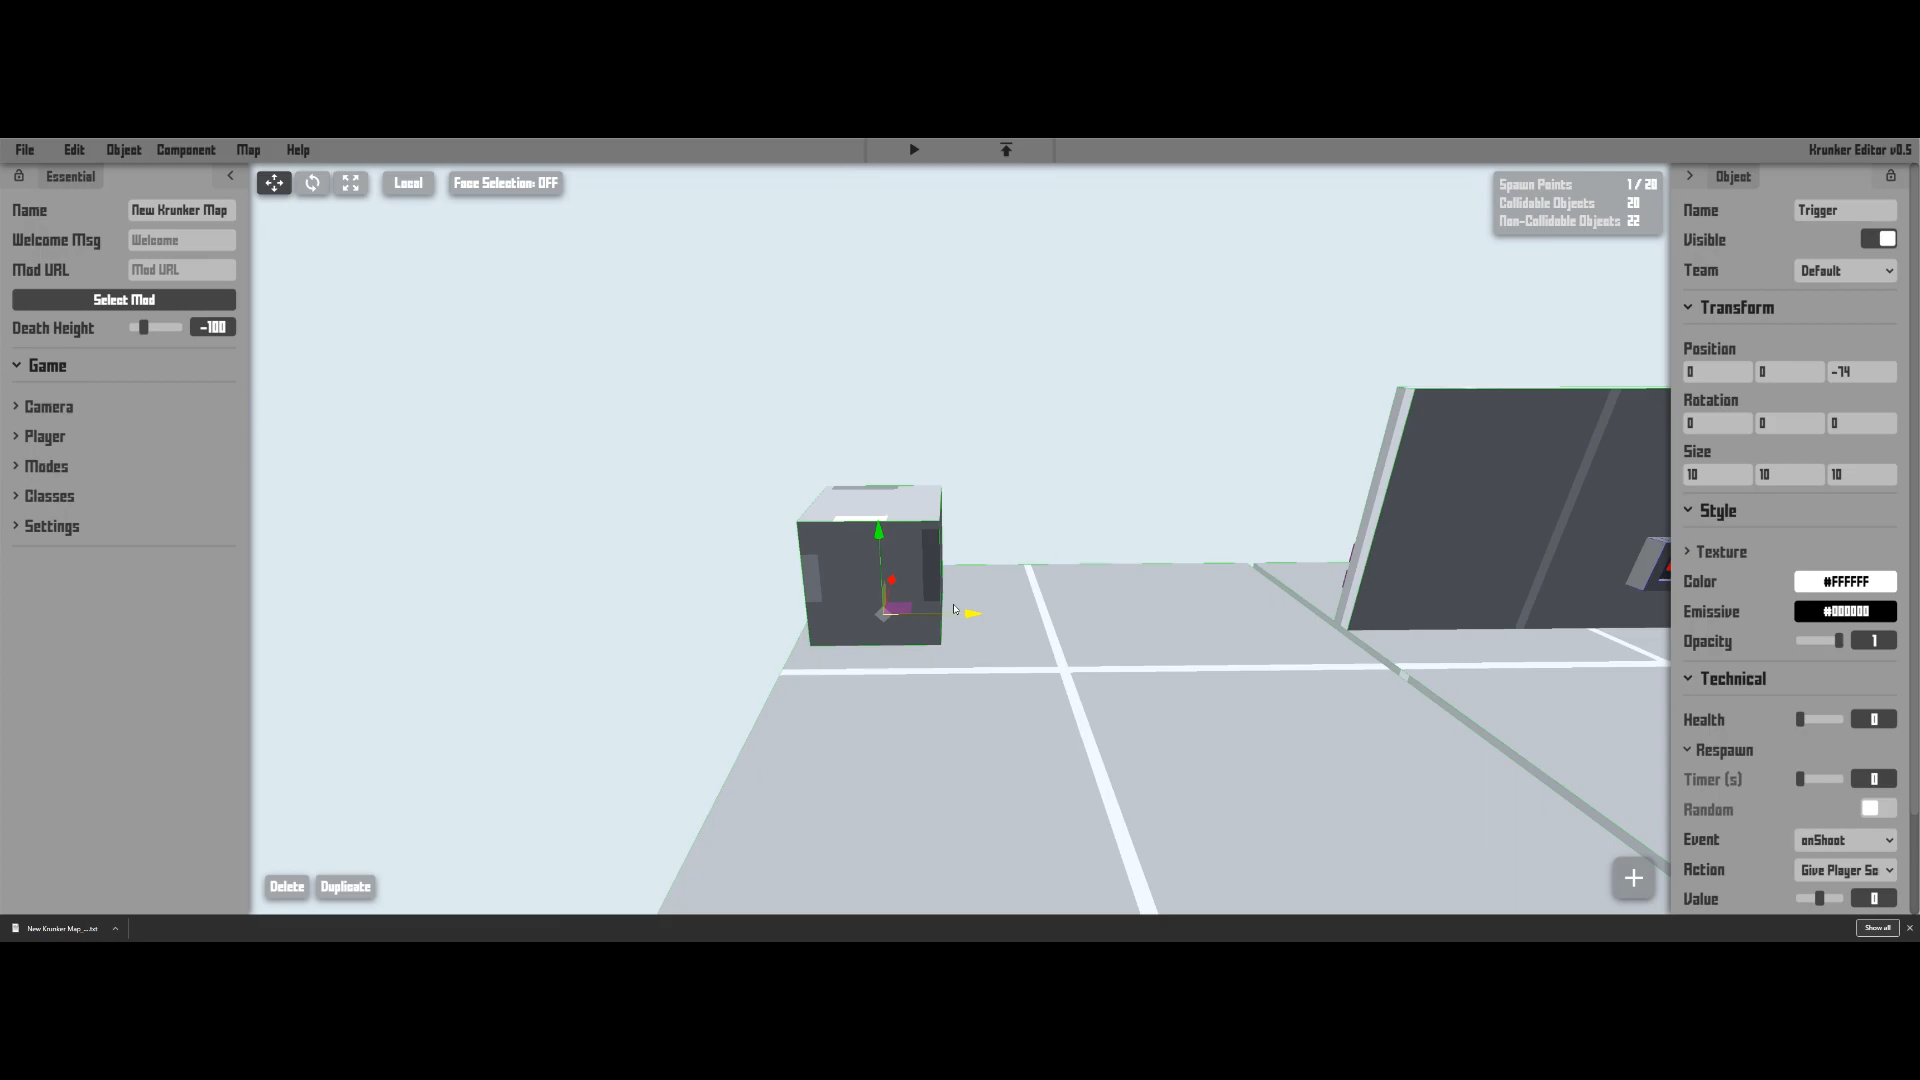 File Edit Object Component Map Help
Krunker Editor v0.5
Essential
Name New Krunker Map
Welcome Msg Welcome
Mod URL Mod URL
Select Mod
Death Height -100
Game
Camera
Player
Modes
Classes
Settings
Local
Face Selection: OFF
Spawn Points 1 / 20
Collidable Objects 20
Non-Collidable Objects 22
Delete
Duplicate
Object
Name Trigger
Visible
Team Default
Transform
Position
0 0 -74
Rotation
0 0 0
Size
10 10 10
Style
Texture
Color #FFFFFF
Emissive #000000
Opacity 1
Technical
Health 0
Respawn
Timer (s) 0
Random
Event onShoot
Action Give Player Sc
Value 0
New Krunker Map_....txt
Show all